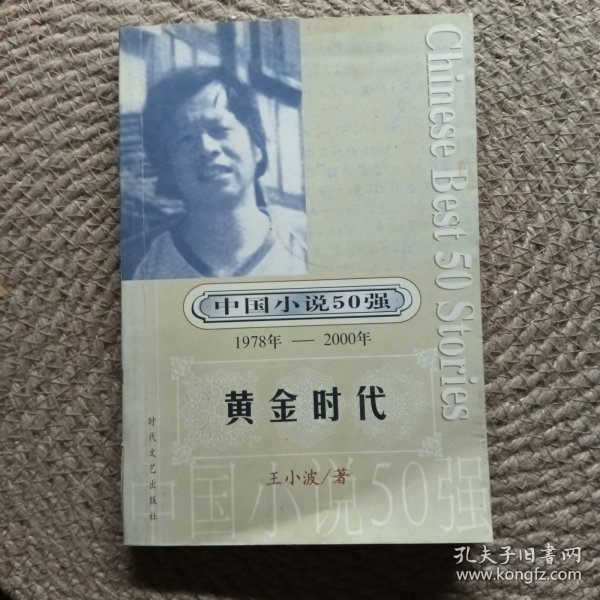 Chinese Best 50 Stories
中国小说50强
1978年 — 2000年
黄金时代
王小波/著
时代文艺出版社
中国小说50强
孔夫子旧书网
www.kongfz.com